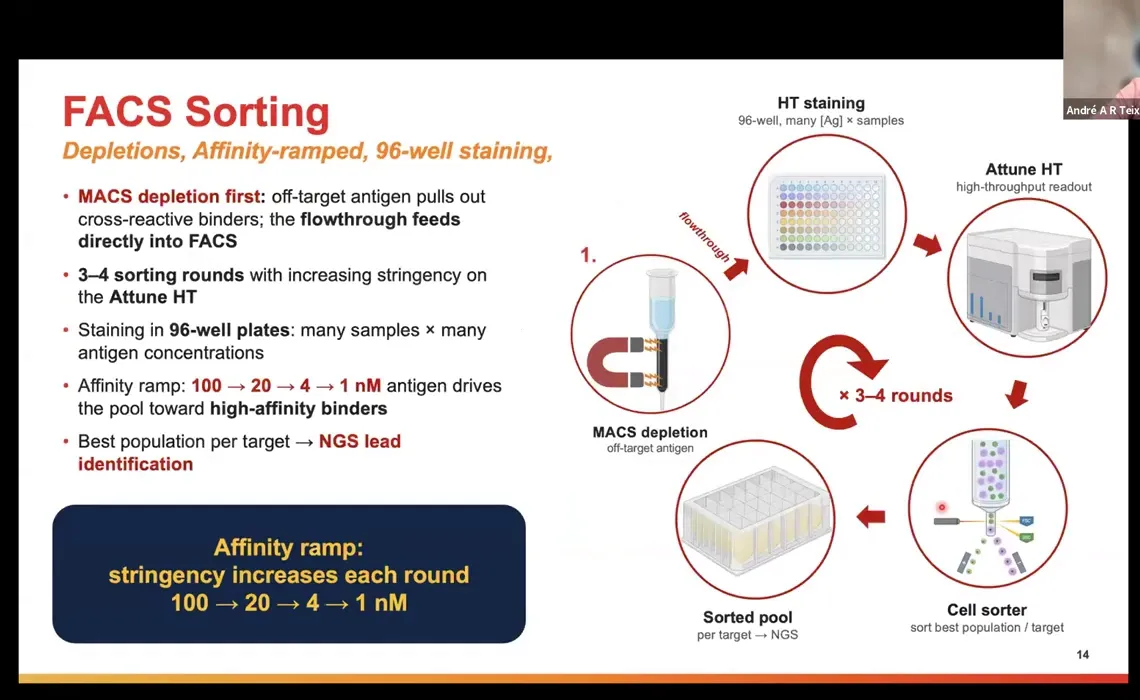 FACS Sorting
Depletions, Affinity-ramped, 96-well staining,
• MACS depletion first: off-target antigen pulls out
cross-reactive binders; the flowthrough feeds
directly into FACS
• 3–4 sorting rounds with increasing stringency on
the Attune HT
• Staining in 96-well plates: many samples × many
antigen concentrations
• Affinity ramp: 100 → 20 → 4 → 1 nM antigen drives
the pool toward high-affinity binders
• Best population per target → NGS lead
identification
Affinity ramp:
stringency increases each round
100 → 20 → 4 → 1 nM
1.
MACS depletion
off-target antigen
flowthrough
HT staining
96-well, many [Ag] × samples
Attune HT
high-throughput readout
× 3–4 rounds
Cell sorter
sort best population / target
Sorted pool
per target → NGS
14
André A R Teix